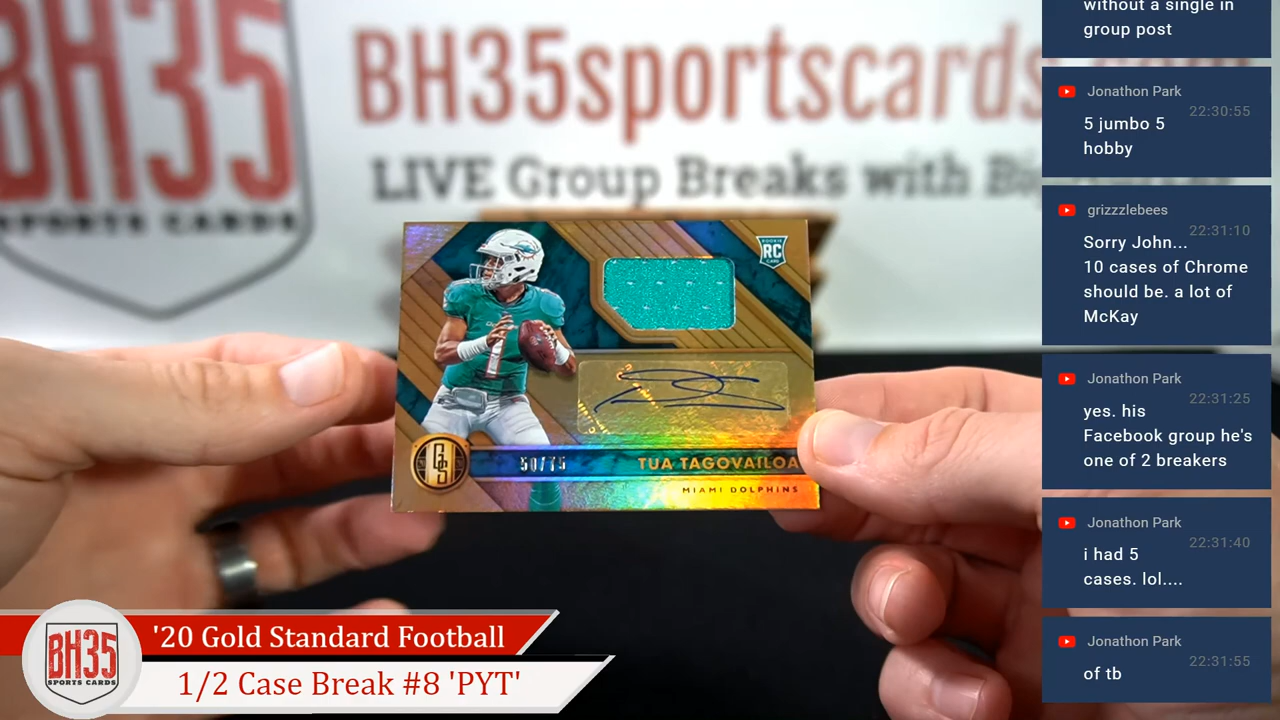 BH35
SPORTS CARDS
BH35sportscards
LIVE Group Breaks with
ROOKIE
RC
CARD
1
GS
50/75
TUA TAGOVAILOA
MIAMI DOLPHINS
BH35
SPORTS CARDS
'20 Gold Standard Football
1/2 Case Break #8 'PYT'
without a single in
group post
Jonathon Park
22:30:55
5 jumbo 5
hobby
grizzzlebees
22:31:10
Sorry John...
10 cases of Chrome
should be. a lot of
McKay
Jonathon Park
22:31:25
yes. his
Facebook group he's
one of 2 breakers
Jonathon Park
22:31:40
i had 5
cases. lol....
Jonathon Park
22:31:55
of tb